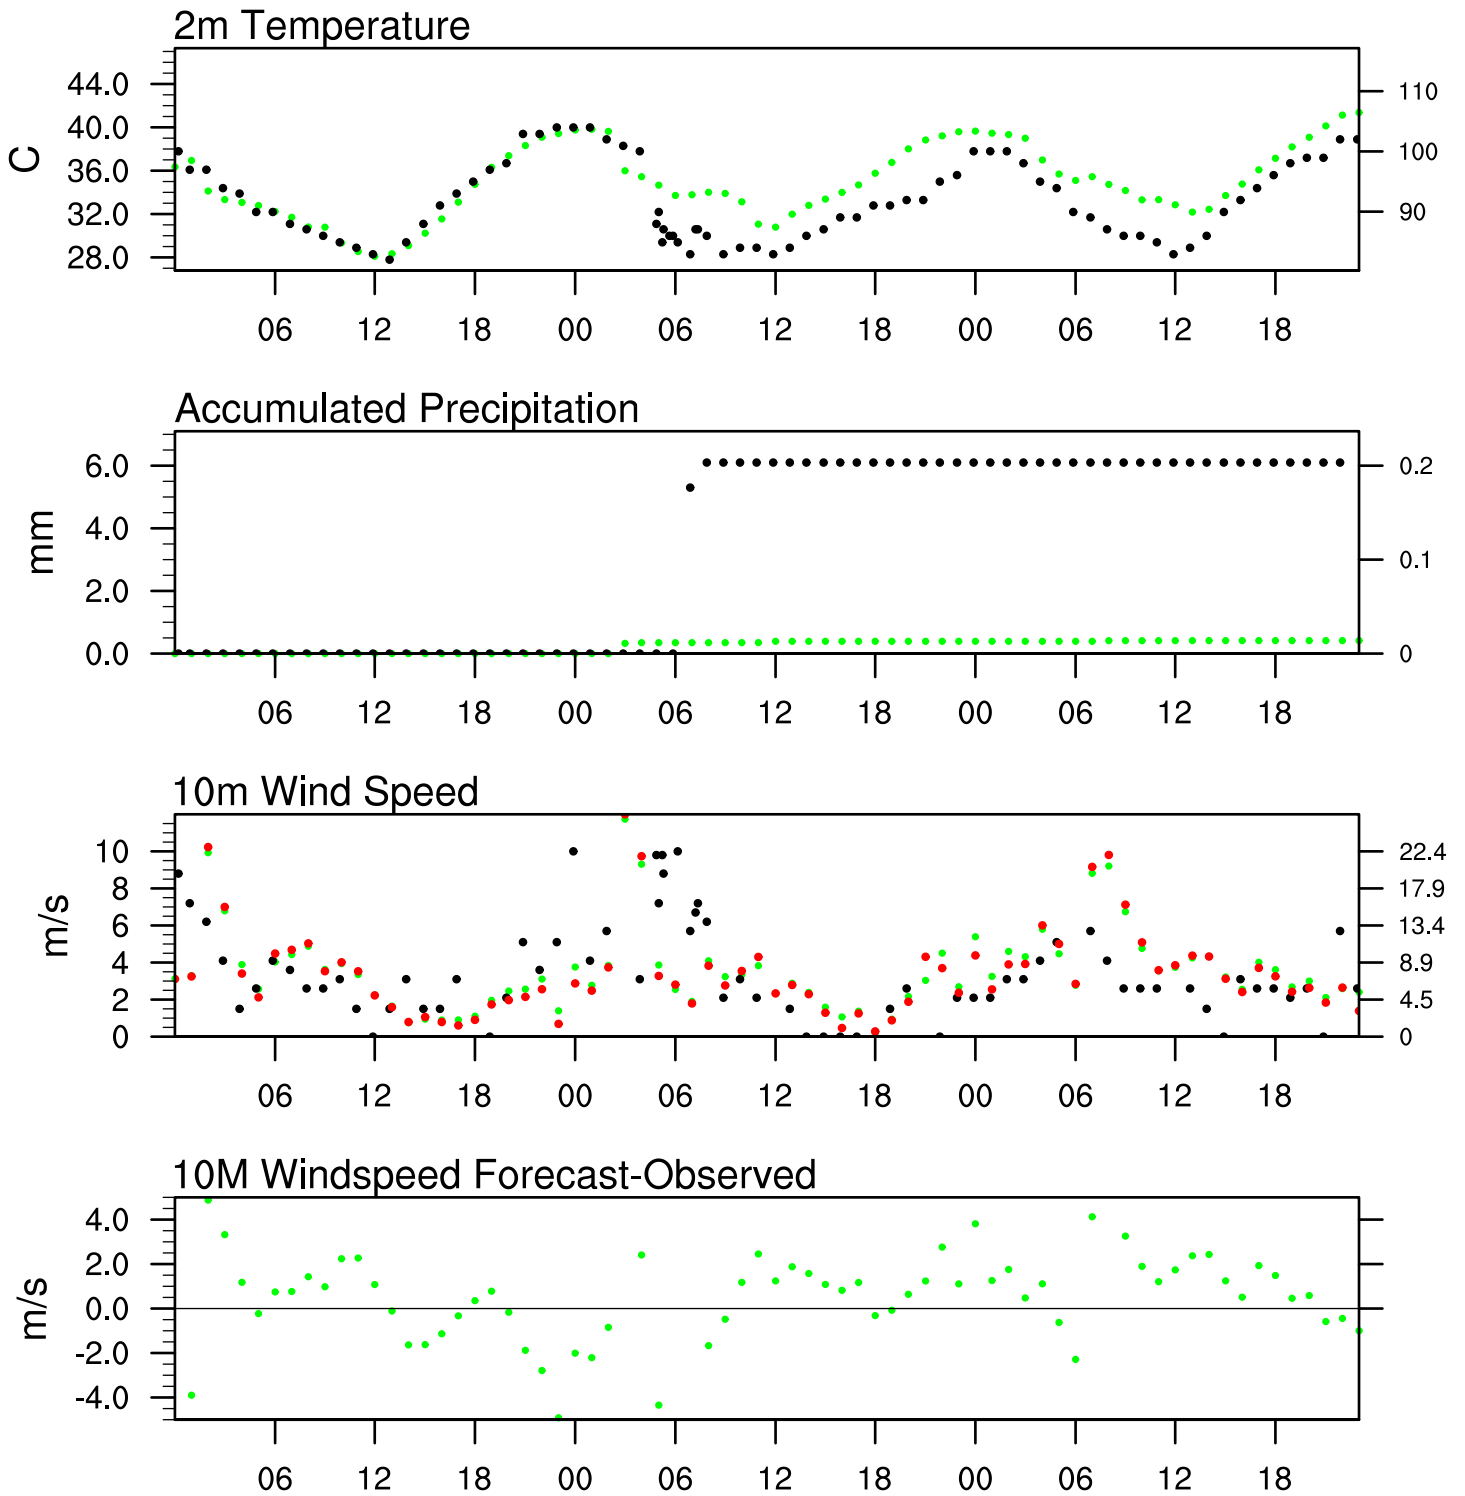 2m Temperature
44.0
40.0
36.0
32.0
28.0
C
110
100
90
06 12 18 00 06 12 18 00 06 12 18
Accumulated Precipitation
6.0
4.0
2.0
0.0
mm
0.2
0.1
0
06 12 18 00 06 12 18 00 06 12 18
10m Wind Speed
10
8
6
4
2
0
m/s
22.4
17.9
13.4
8.9
4.5
0
06 12 18 00 06 12 18 00 06 12 18
10M Windspeed Forecast-Observed
4.0
2.0
0.0
-2.0
-4.0
m/s
06 12 18 00 06 12 18 00 06 12 18